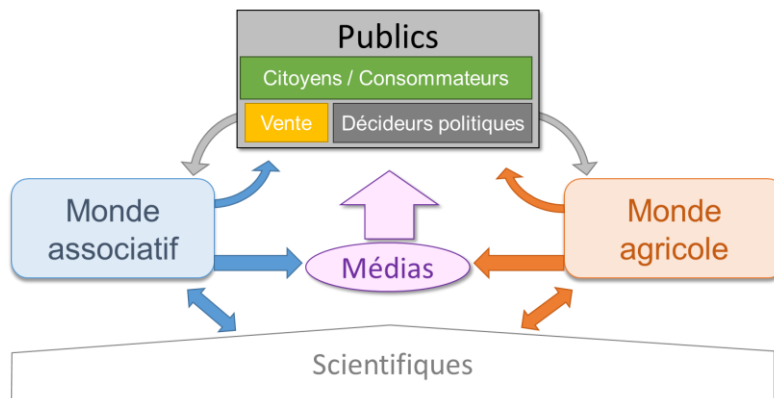 Publics
Citoyens / Consommateurs
Vente
Décideurs politiques
Monde
associatif
Médias
Monde
agricole
Scientifiques